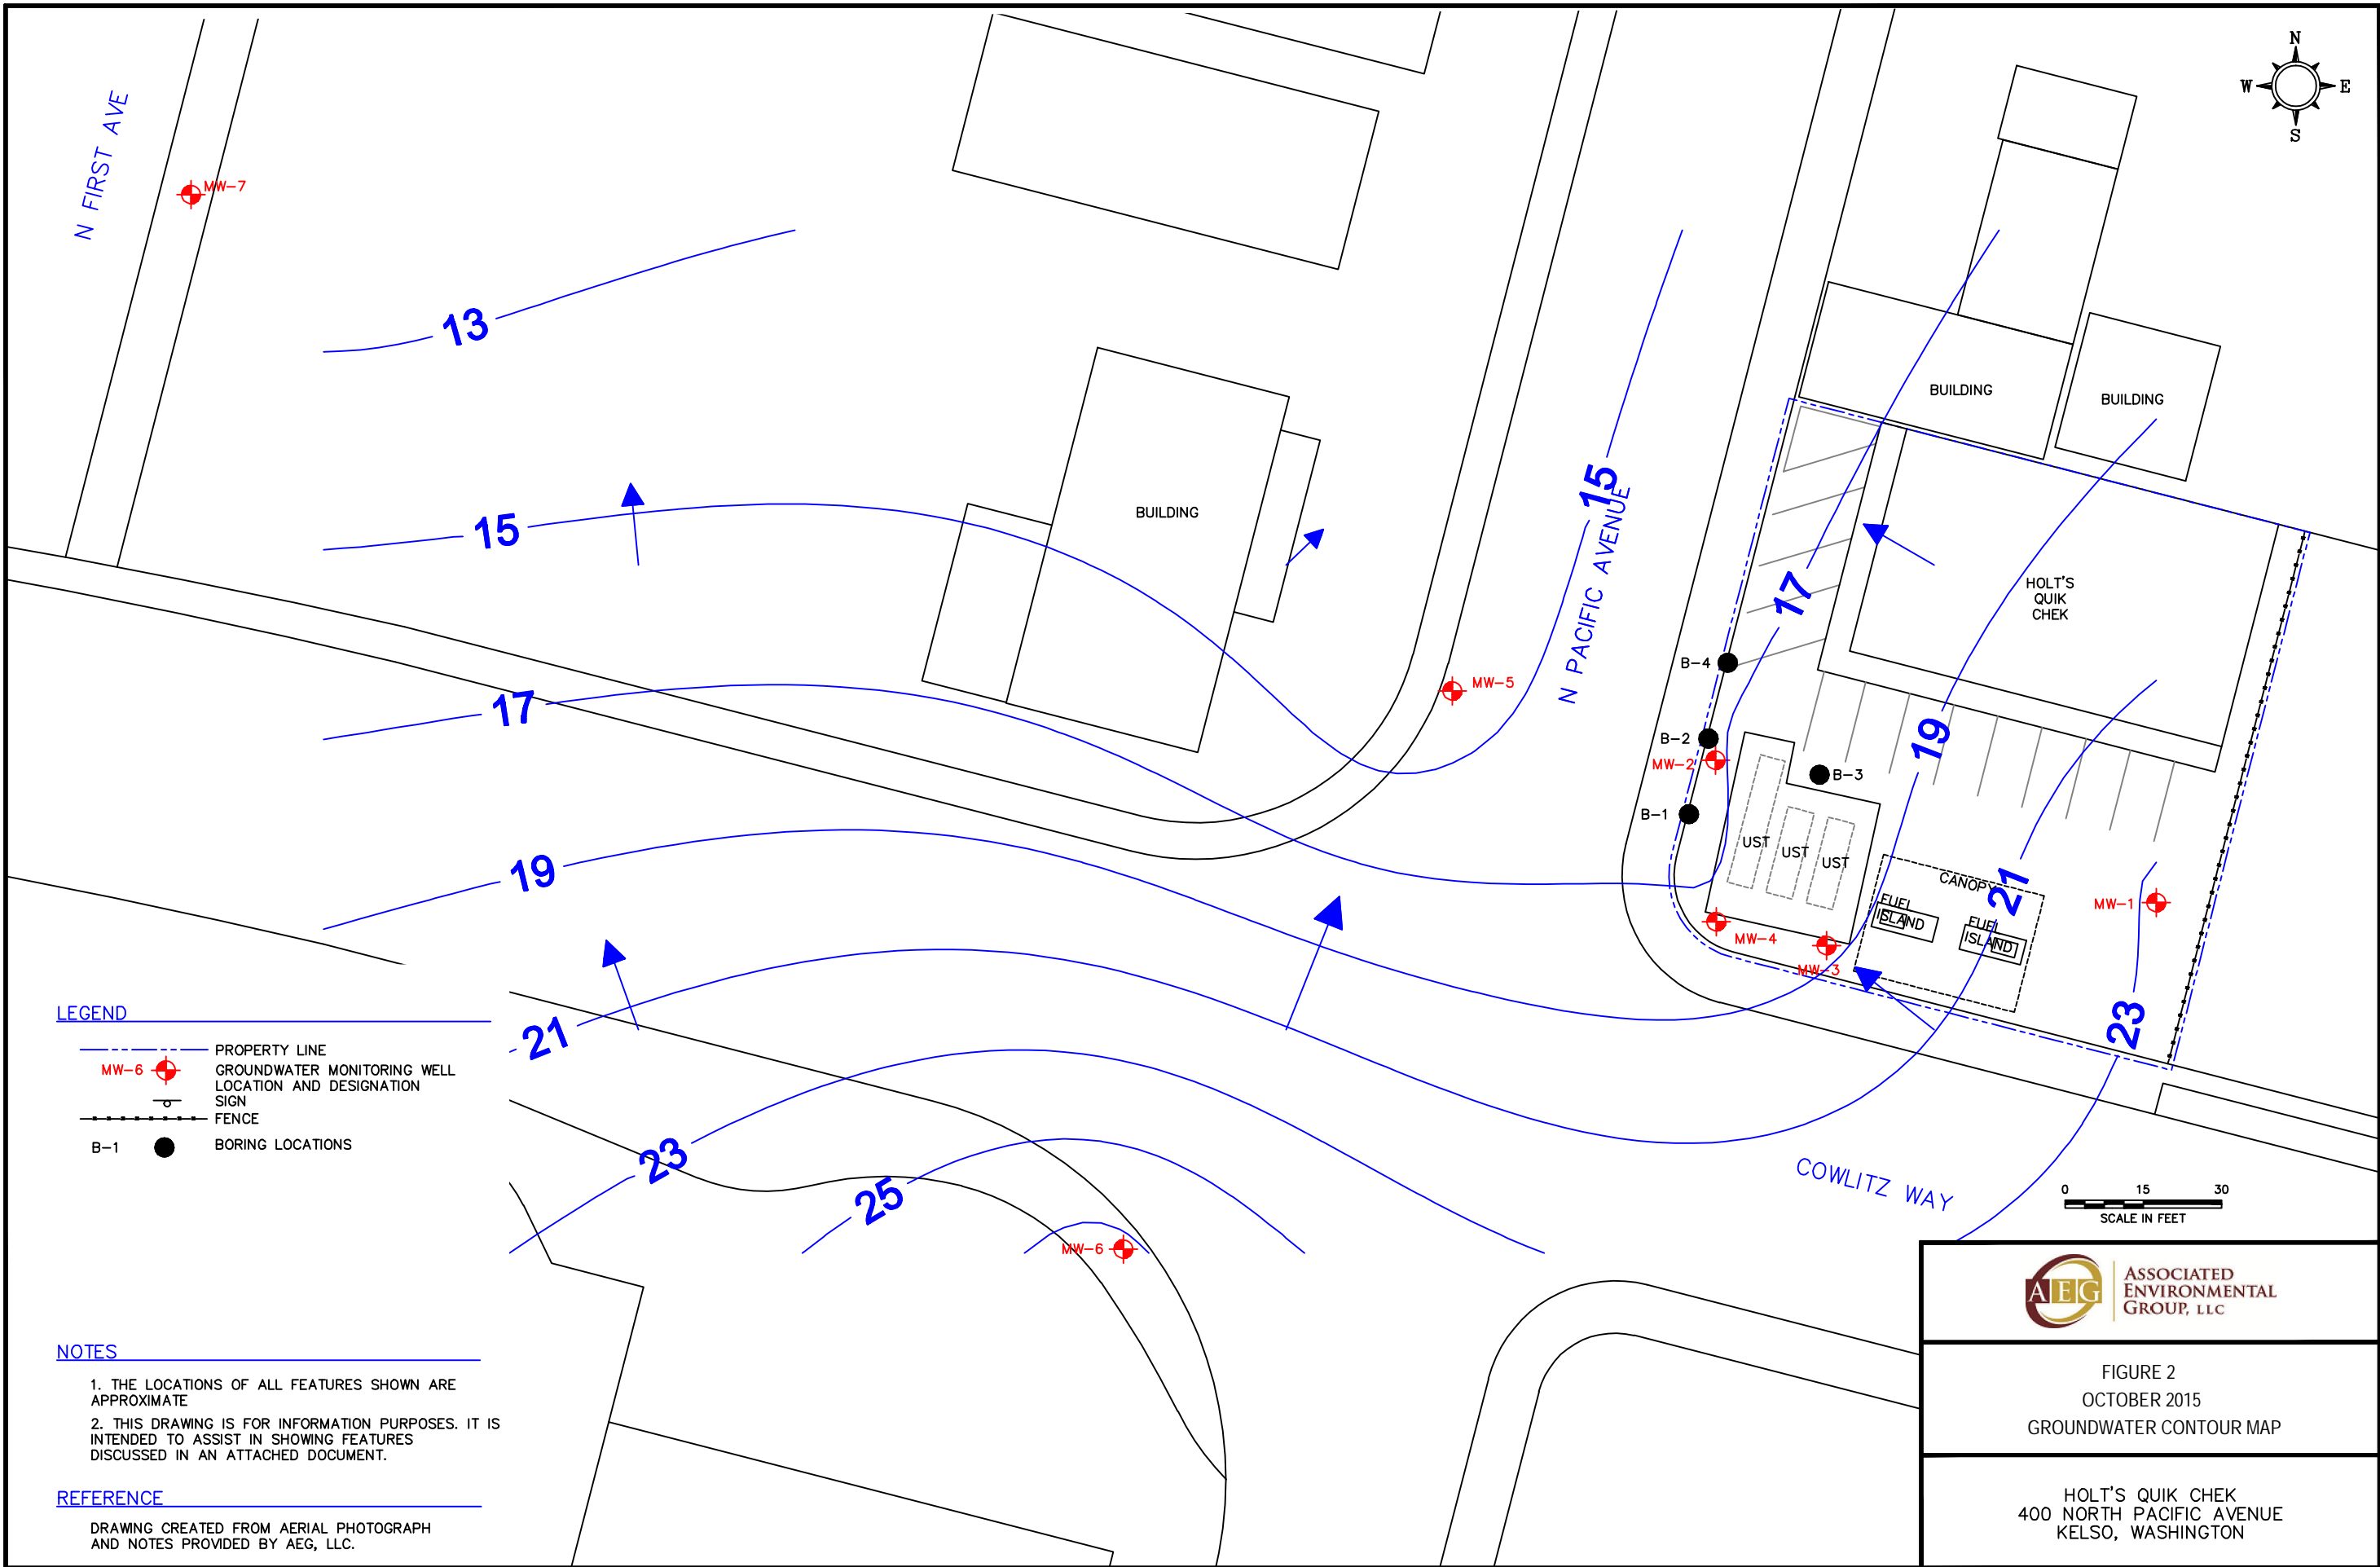 N
W
E
S
N FIRST AVE
MW-7
13
15
17
19
21
23
25
15
17
19
21
23
BUILDING
BUILDING
BUILDING
N PACIFIC AVENUE
HOLT'S
QUIK
CHEK
MW-5
B-4
B-2
MW-2
B-3
B-1
UST
UST
UST
CANOPY
FUEL
ISLAND
FUEL
ISLAND
MW-1
MW-4
MW-3
MW-6
COWLITZ WAY
0 15 30
SCALE IN FEET
LEGEND
PROPERTY LINE
MW-6 GROUNDWATER MONITORING WELL
LOCATION AND DESIGNATION
SIGN
FENCE
B-1 BORING LOCATIONS
NOTES
1. THE LOCATIONS OF ALL FEATURES SHOWN ARE
APPROXIMATE
2. THIS DRAWING IS FOR INFORMATION PURPOSES. IT IS
INTENDED TO ASSIST IN SHOWING FEATURES
DISCUSSED IN AN ATTACHED DOCUMENT.
REFERENCE
DRAWING CREATED FROM AERIAL PHOTOGRAPH
AND NOTES PROVIDED BY AEG, LLC.
AEG
ASSOCIATED
ENVIRONMENTAL
GROUP, LLC
FIGURE 2
OCTOBER 2015
GROUNDWATER CONTOUR MAP
HOLT'S QUIK CHEK
400 NORTH PACIFIC AVENUE
KELSO, WASHINGTON